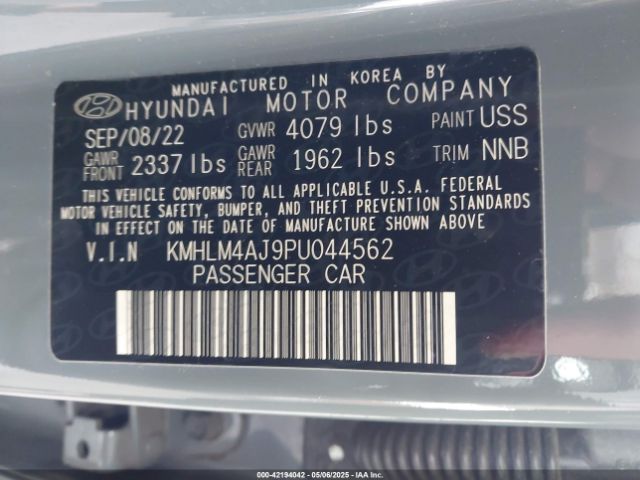 MANUFACTURED IN KOREA BY
HYUNDAI MOTOR COMPANY
SEP/08/22 GVWR 4079 lbs PAINT USS
GAWR FRONT 2337 lbs GAWR REAR 1962 lbs TRIM NNB
THIS VEHICLE CONFORMS TO ALL APPLICABLE U.S.A. FEDERAL
MOTOR VEHICLE SAFETY, BUMPER, AND THEFT PREVENTION STANDARDS
IN EFFECT ON THE DATE OF MANUFACTURE SHOWN ABOVE.
V.I.N KMHLM4AJ9PU044562
PASSENGER CAR
000-42194042 - 05/06/2025 - IAAI.COM